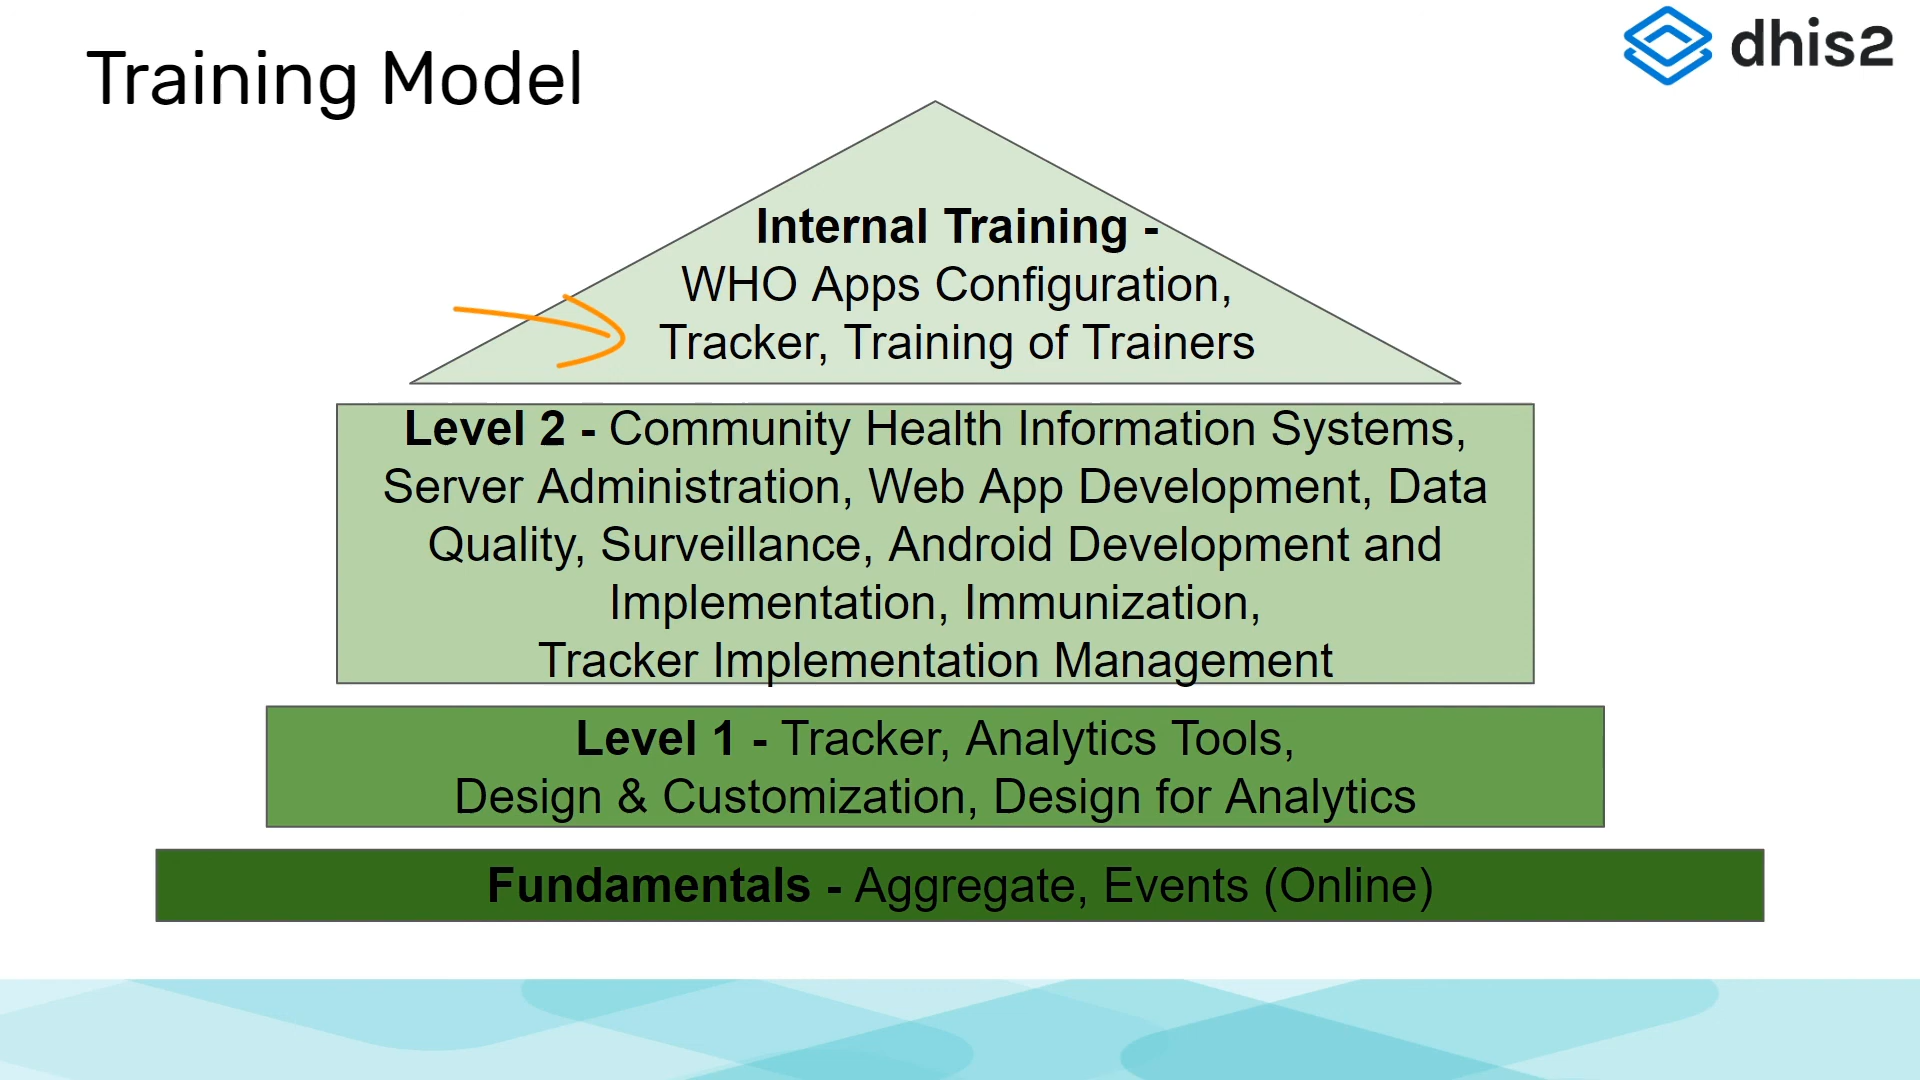 Training Model
dhis2
Internal Training -
WHO Apps Configuration,
Tracker, Training of Trainers
Level 2 - Community Health Information Systems,
Server Administration, Web App Development, Data
Quality, Surveillance, Android Development and
Implementation, Immunization,
Tracker Implementation Management
Level 1 - Tracker, Analytics Tools,
Design & Customization, Design for Analytics
Fundamentals - Aggregate, Events (Online)